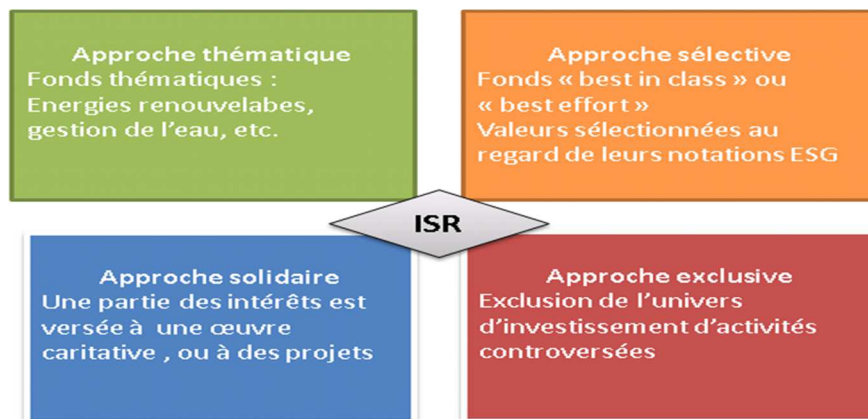 Approche thématique
Fonds thématiques :
Energies renouvelabes,
gestion de l'eau, etc.
Approche sélective
Fonds « best in class » ou
« best effort »
Valeurs sélectionnées au
regard de leurs notations ESG
ISR
Approche solidaire
Une partie des intérêts est
versée à une œuvre
caritative , ou à des projets
Approche exclusive
Exclusion de l'univers
d'investissement d'activités
controversées